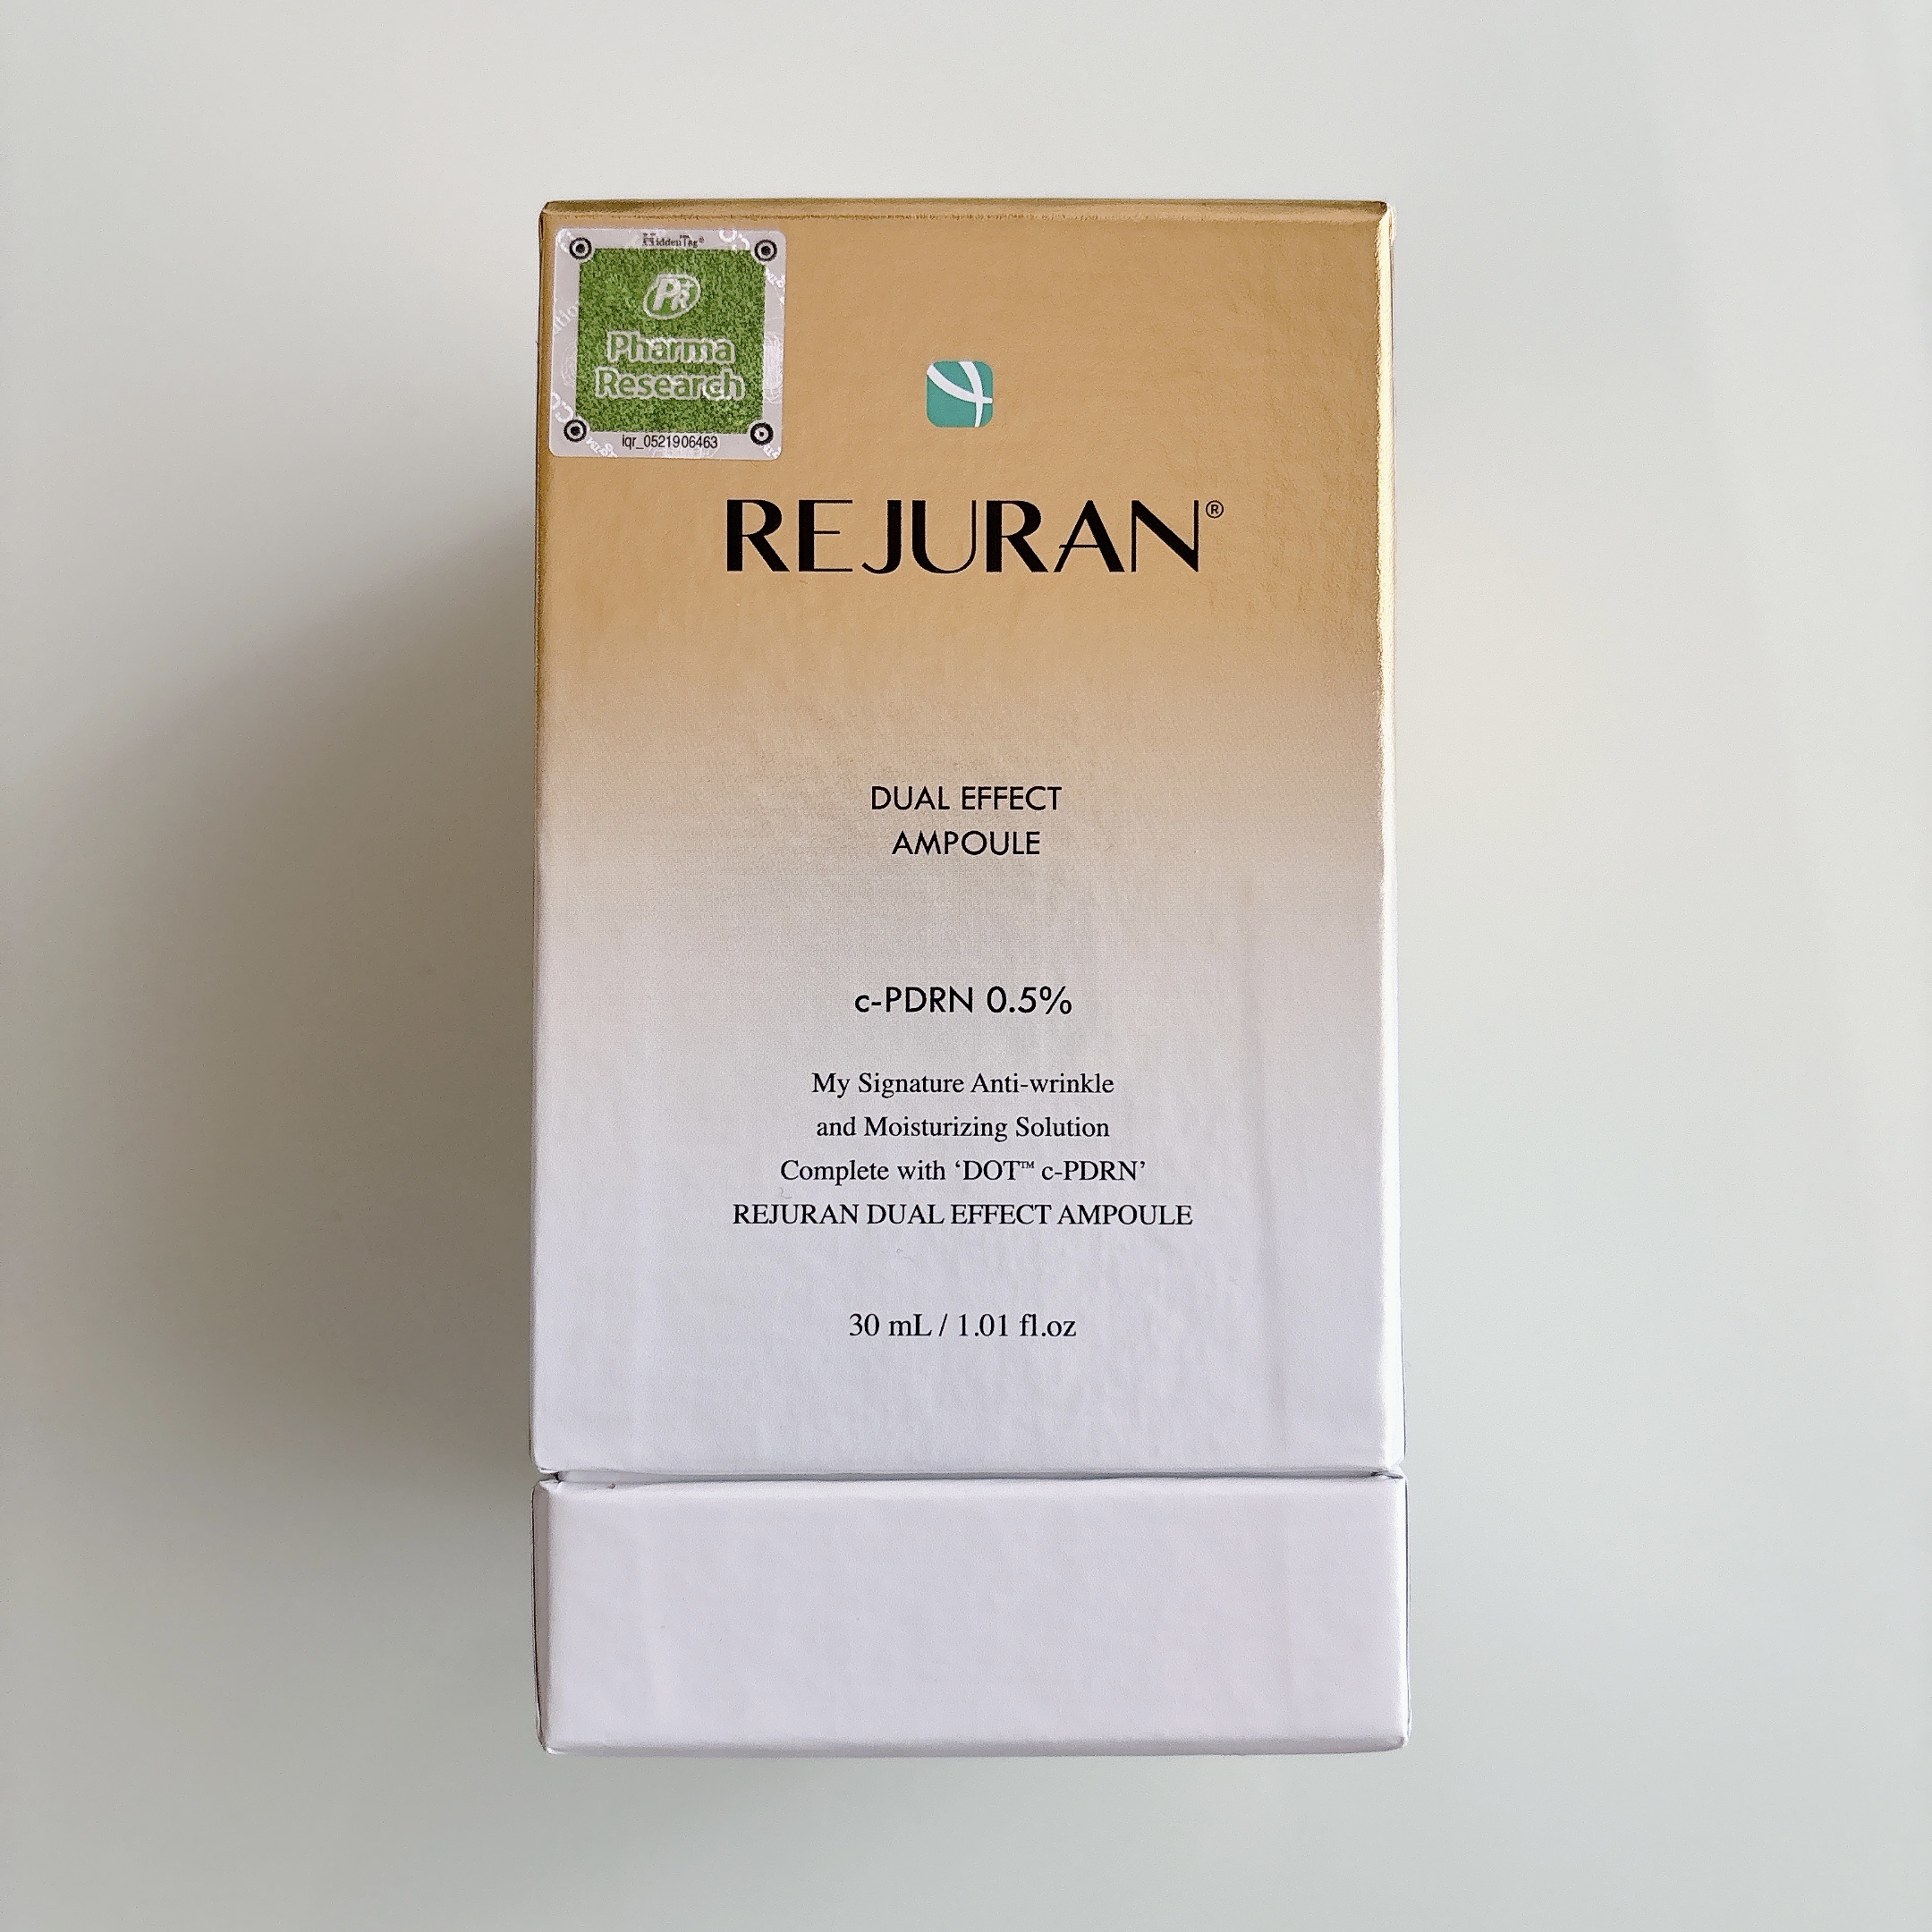 HiddenTag®
PR
Pharma
Research
iqr_0521906463
REJURAN®
DUAL EFFECT
AMPOULE
c-PDRN 0.5%
My Signature Anti-wrinkle
and Moisturizing Solution
Complete with ‘DOT™ c-PDRN’
REJURAN DUAL EFFECT AMPOULE
30 mL / 1.01 fl.oz